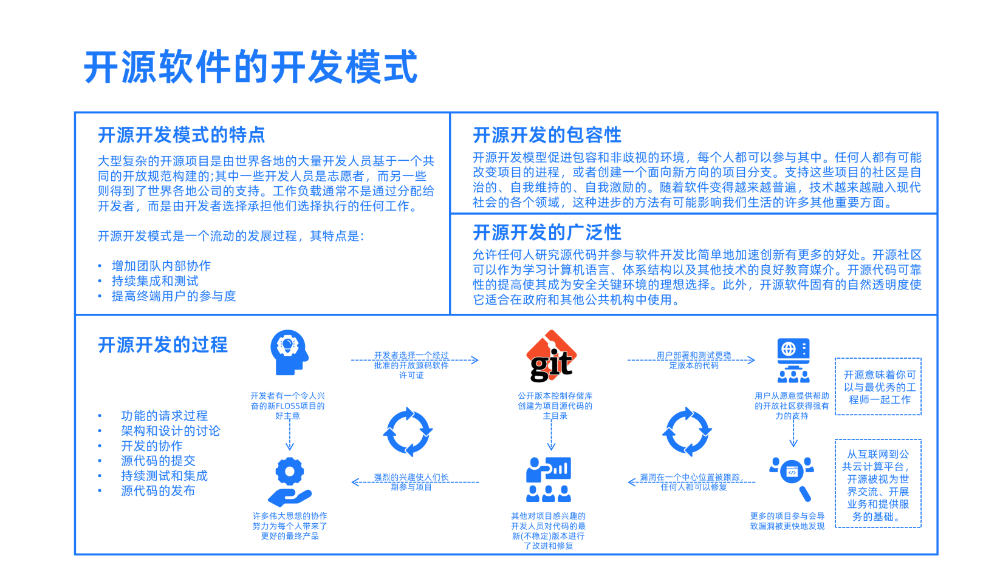 开源软件的开发模式
开源开发模式的特点
大型复杂的开源项目是由世界各地的大量开发人员基于一个共
同的开放规范构建的;其中一些开发人员是志愿者，而另一些
则得到了世界各地公司的支持。工作负载通常不是通过分配给
开发者，而是由开发者选择承担他们选择执行的任何工作。
开源开发模式是一个流动的发展过程，其特点是：
• 增加团队内部协作
• 持续集成和测试
• 提高终端用户的参与度
开源开发的包容性
开源开发模型促进包容和非歧视的环境，每个人都可以参与其中。任何人都有可能
改变项目的进程，或者创建一个面向新方向的项目分支。支持这些项目的社区是自
治的、自我维持的、自我激励的。随着软件变得越来越普遍，技术越来越融入现代
社会的各个领域，这种进步的方法有可能影响我们生活的许多其他重要方面。
开源开发的广泛性
允许任何人研究源代码并参与软件开发比简单地加速创新有更多的好处。开源社区
可以作为学习计算机语言、体系结构以及其他技术的良好教育媒介。开源代码可靠
性的提高使其成为安全关键环境的理想选择。此外，开源软件固有的自然透明度使
它适合在政府和其他公共机构中使用。
开源开发的过程
• 功能的请求过程
• 架构和设计的讨论
• 开发的协作
• 源代码的提交
• 持续测试和集成
• 源代码的发布
开发者有一个令人兴
奋的新FLOSS项目的
好主意
开发者选择一个经过
批准的开放源码软件
许可证
git
公开版本控制存储库
创建为项目源代码的
主目录
用户部署和测试更稳
定版本的代码
用户从愿意提供帮助
的开放社区获得强有
力的支持
许多伟大思想的协作
努力为每个人带来了
更好的最终产品
强烈的兴趣使人们长
期参与项目
其他对项目感兴趣的
开发人员对代码的最
新(不稳定)版本进行
了改进和修复
漏洞在一个中心位置被跟踪，
任何人都可以修复
</>
更多的项目参与会导
致漏洞被更快地发现
开源意味着你可
以与最优秀的工
程师一起工作
从互联网到公
共云计算平台，
开源被视为世
界交流、开展
业务和提供服
务的基础。